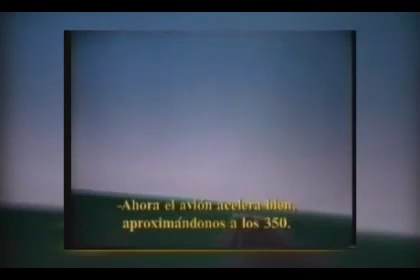 -Ahora el avión acelera bien,
aproximándonos a los 350.